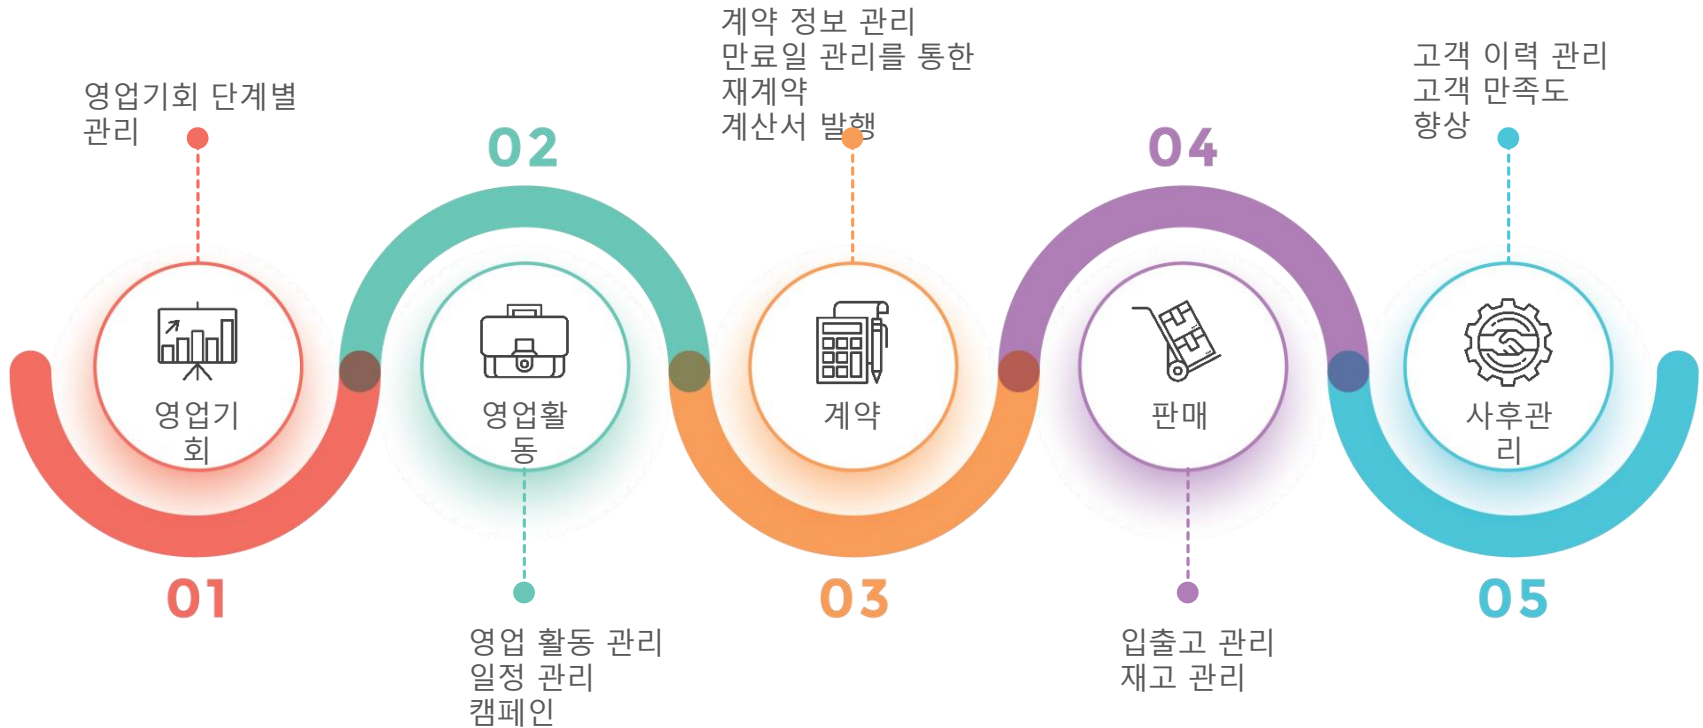 영업기회 단계별
관리
01
영업기
회
02
영업활
동
영업 활동 관리
일정 관리
캠페인
계약 정보 관리
만료일 관리를 통한
재계약
계산서 발행
계약
03
04
판매
입출고 관리
재고 관리
고객 이력 관리
고객 만족도
향상
사후관
리
05